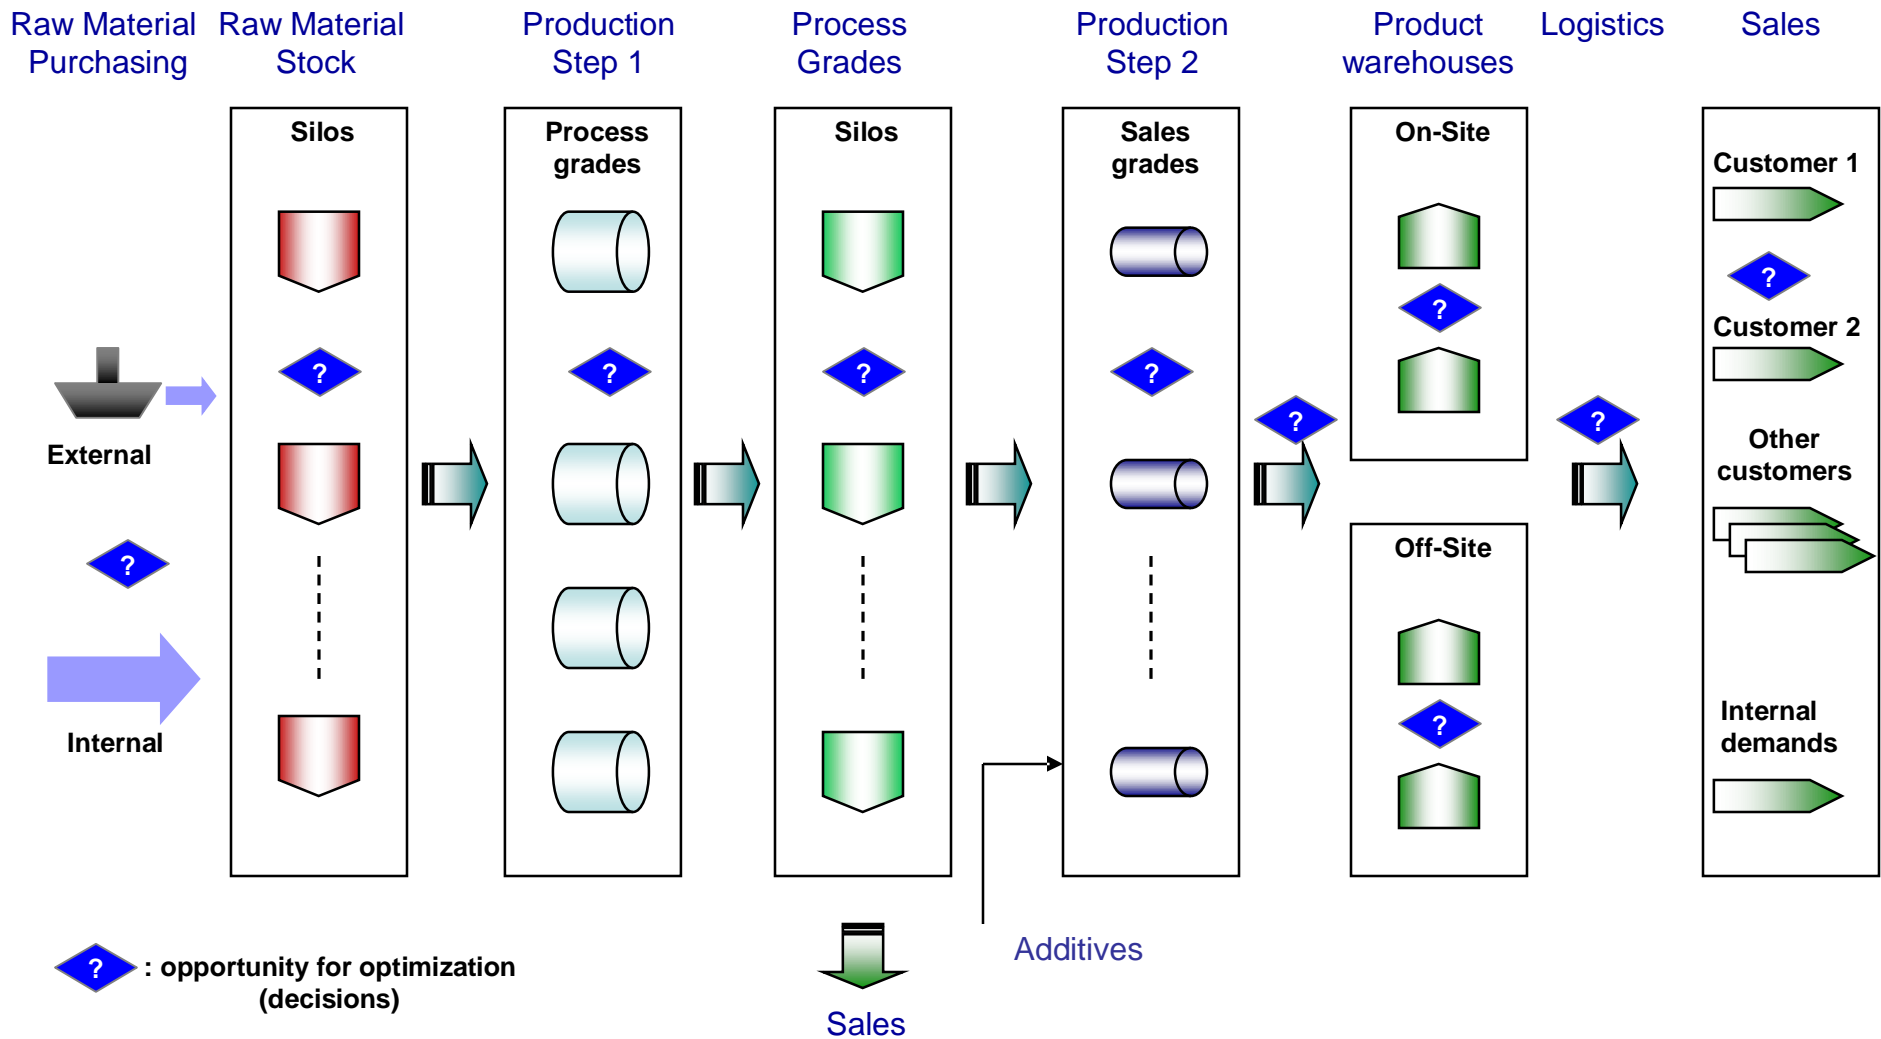 Raw Material
Purchasing
Raw Material
Stock
Production
Step 1
Process
Grades
Production
Step 2
Product
warehouses
Logistics
Sales
Silos
Process
grades
Silos
Sales
grades
On-Site
Customer 1
?
?
Customer 2
?
?
?
?
?
?
Other
customers
External
Off-Site
?
Internal
demands
?
Internal
Additives
? : opportunity for optimization
(decisions)
Sales